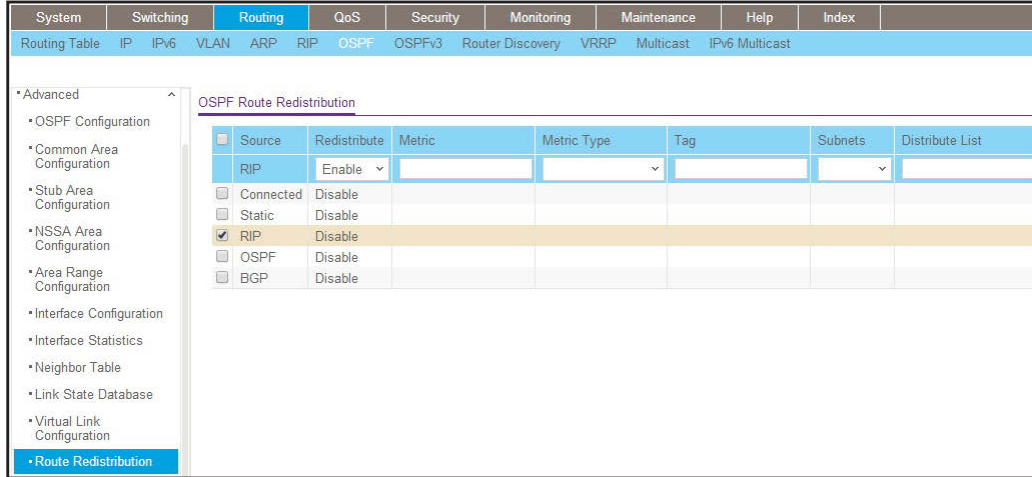 System Switching Routing QoS Security Monitoring Maintenance Help Index
Routing Table IP IPv6 VLAN ARP RIP OSPF OSPFv3 Router Discovery VRRP Multicast IPv6 Multicast
Advanced
OSPF Configuration
Common Area
Configuration
Stub Area
Configuration
NSSA Area
Configuration
Area Range
Configuration
Interface Configuration
Interface Statistics
Neighbor Table
Link State Database
Virtual Link
Configuration
Route Redistribution
OSPF Route Redistribution
Source Redistribute Metric Metric Type Tag Subnets Distribute List
RIP Enable
Connected Disable
Static Disable
RIP Disable
OSPF Disable
BGP Disable